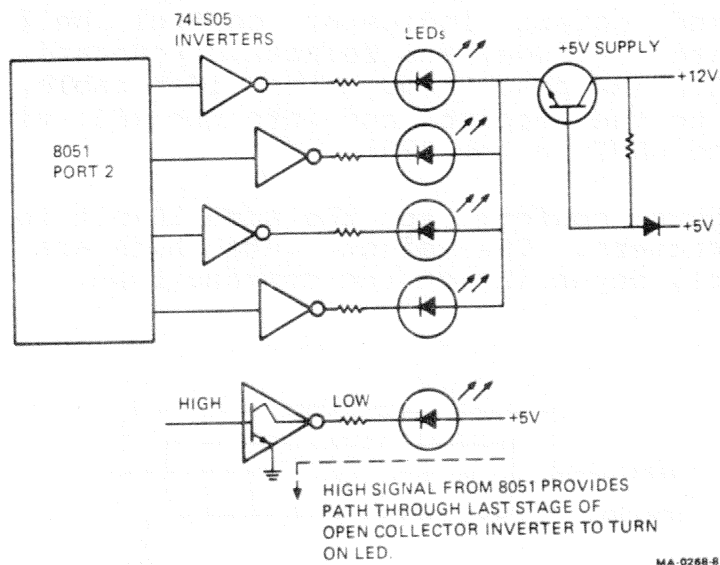 74LS05
INVERTERS
LEDs
+5V SUPPLY
+12V
8051
PORT 2
+5V
HIGH
LOW
+5V
HIGH SIGNAL FROM 8051 PROVIDES
PATH THROUGH LAST STAGE OF
OPEN COLLECTOR INVERTER TO TURN
ON LED.
MA-0268-8